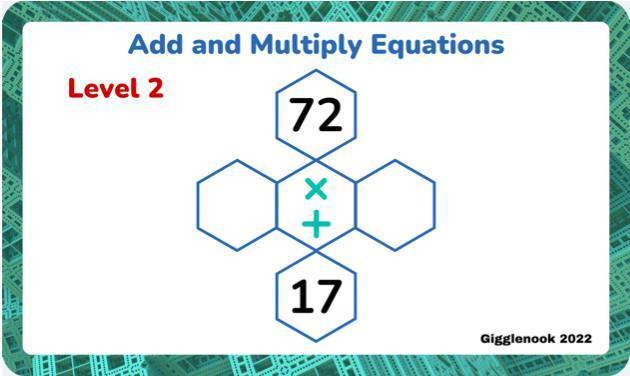 Add and Multiply Equations
Level 2
72
×
+
17
Gigglenook 2022